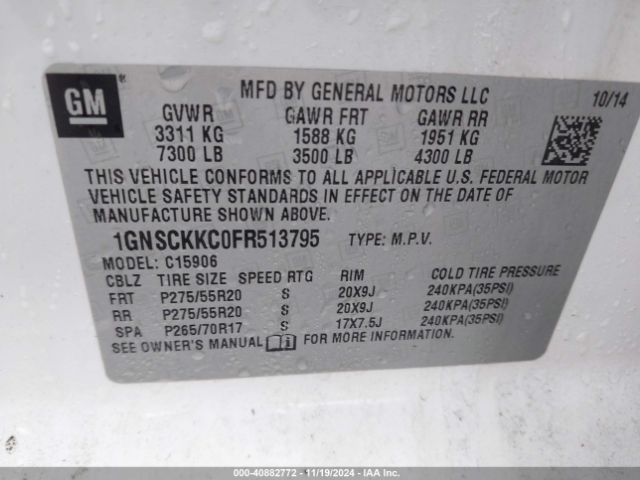 GM
MFD BY GENERAL MOTORS LLC 10/14
GVWR GAWR FRT GAWR RR
3311 KG 1588 KG 1951 KG
7300 LB 3500 LB 4300 LB
THIS VEHICLE CONFORMS TO ALL APPLICABLE U.S. FEDERAL MOTOR
VEHICLE SAFETY STANDARDS IN EFFECT ON THE DATE OF
MANUFACTURE SHOWN ABOVE.
1GNSCKKC0FR513795 TYPE: M.P.V.
MODEL: C15906
CBLZ TIRE SIZE SPEED RTG RIM COLD TIRE PRESSURE
FRT P275/55R20 S 20X9J 240KPA(35PSI)
RR P275/55R20 S 20X9J 240KPA(35PSI)
SPA P265/70R17 S 17X7.5J 240KPA(35PSI)
SEE OWNER'S MANUAL FOR MORE INFORMATION.
000-40882772 - 11/19/2024 - IAA Inc.